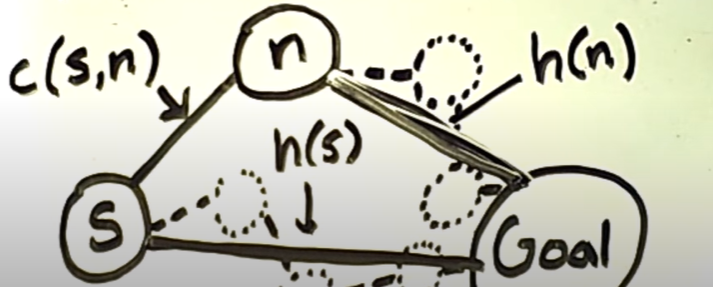 n
c(s,n)
h(n)
h(s)
S
Goal